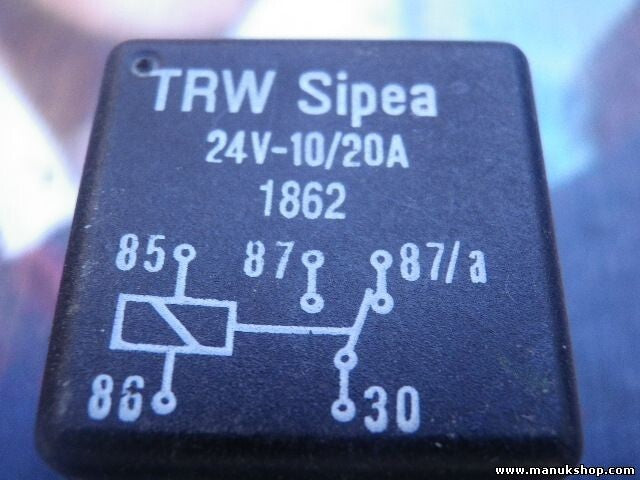 TRW Sipea
24V-10/20A
1862
85 87 87/a
86 30
www.manukshop.com